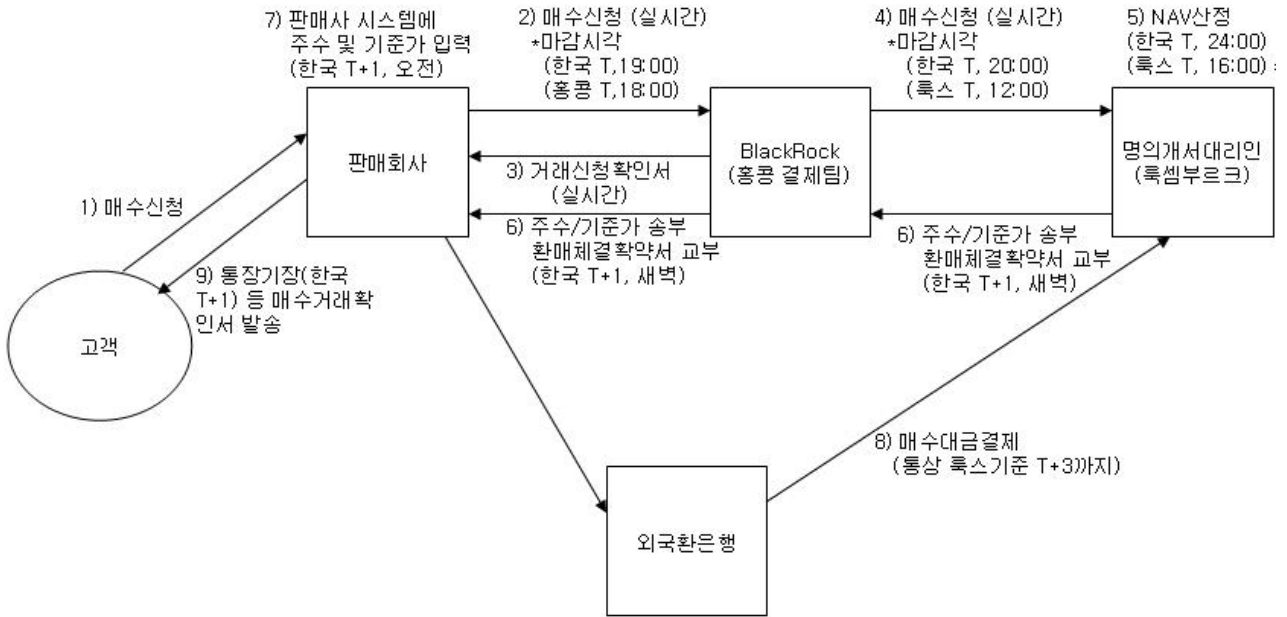 7) 판매사 시스템에
주수 및 기준가 입력
(한국 T+1, 오전)
2) 매수신청 (실시간)
*마감시각
(한국 T,19:00)
(홍콩 T,18:00)
4) 매수신청 (실시간)
*마감시각
(한국 T, 20:00)
(룩스 T, 12:00)
5) NAV산정
(한국 T, 24:00)
(룩스 T, 16:00) *
판매회사
BlackRock
(홍콩 결제팀)
명의개서대리인
(룩셈부르크)
3) 거래신청확인서
(실시간)
1) 매수신청
6) 주수/기준가 송부
환매체결확약서 교부
(한국 T+1, 새벽)
6) 주수/기준가 송부
환매체결확약서 교부
(한국 T+1, 새벽)
9) 통장기장(한국
T+1) 등 매수거래확
인서 발송
고객
8) 매수대금결제
(통상 룩스기준 T+3까지)
외국환은행